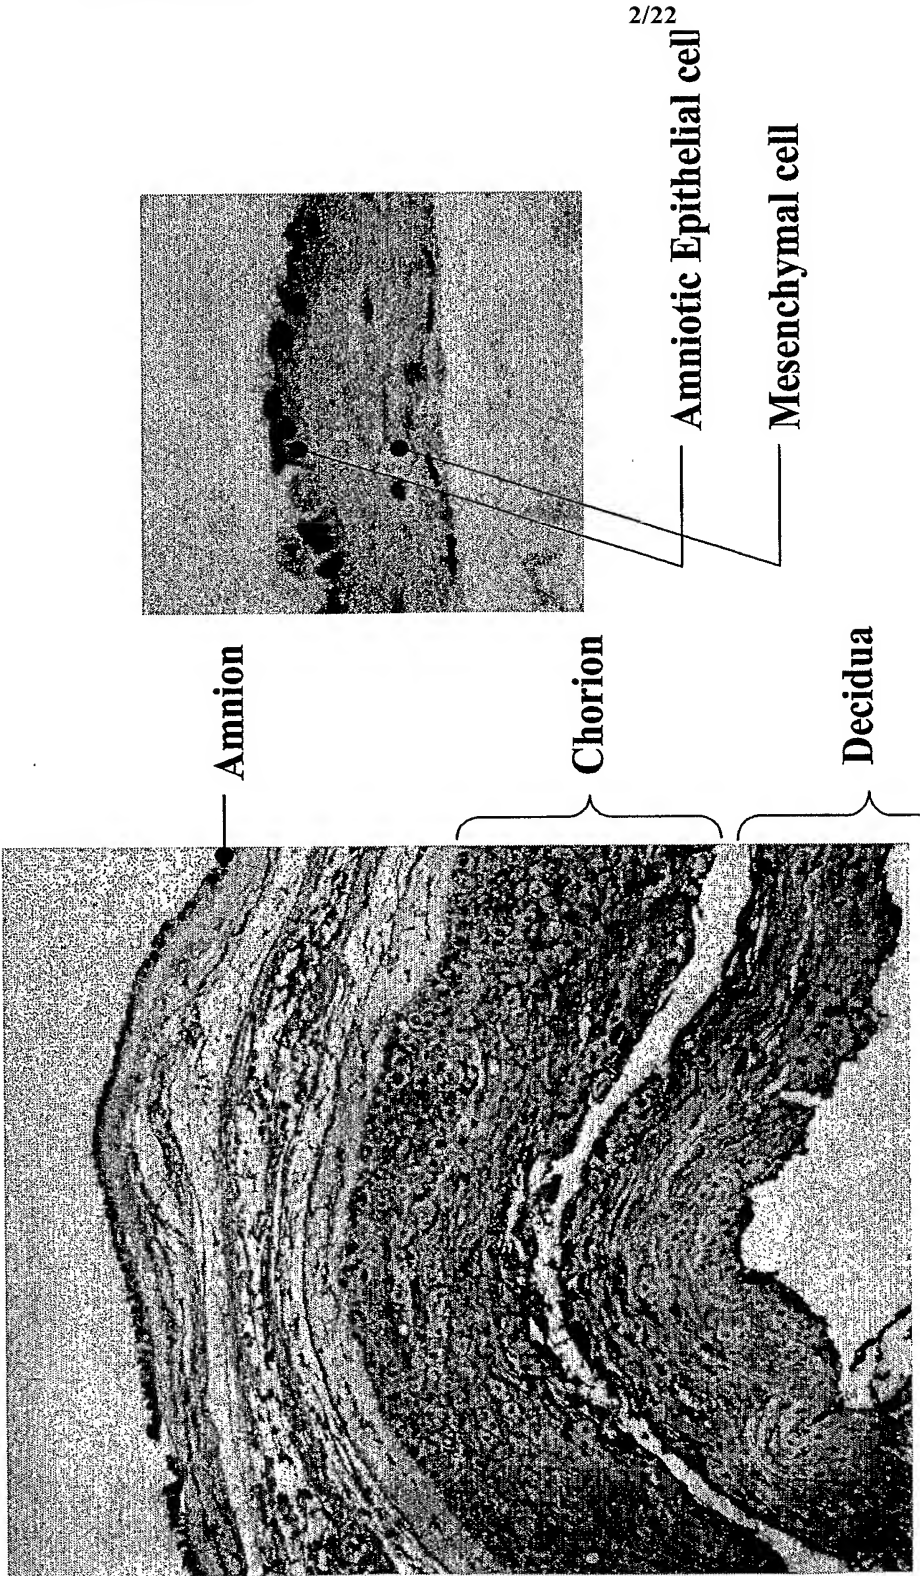 2/22
Amniotic Epithelial cell
Mesenchymal cell
Amnion
Chorion
Decidua